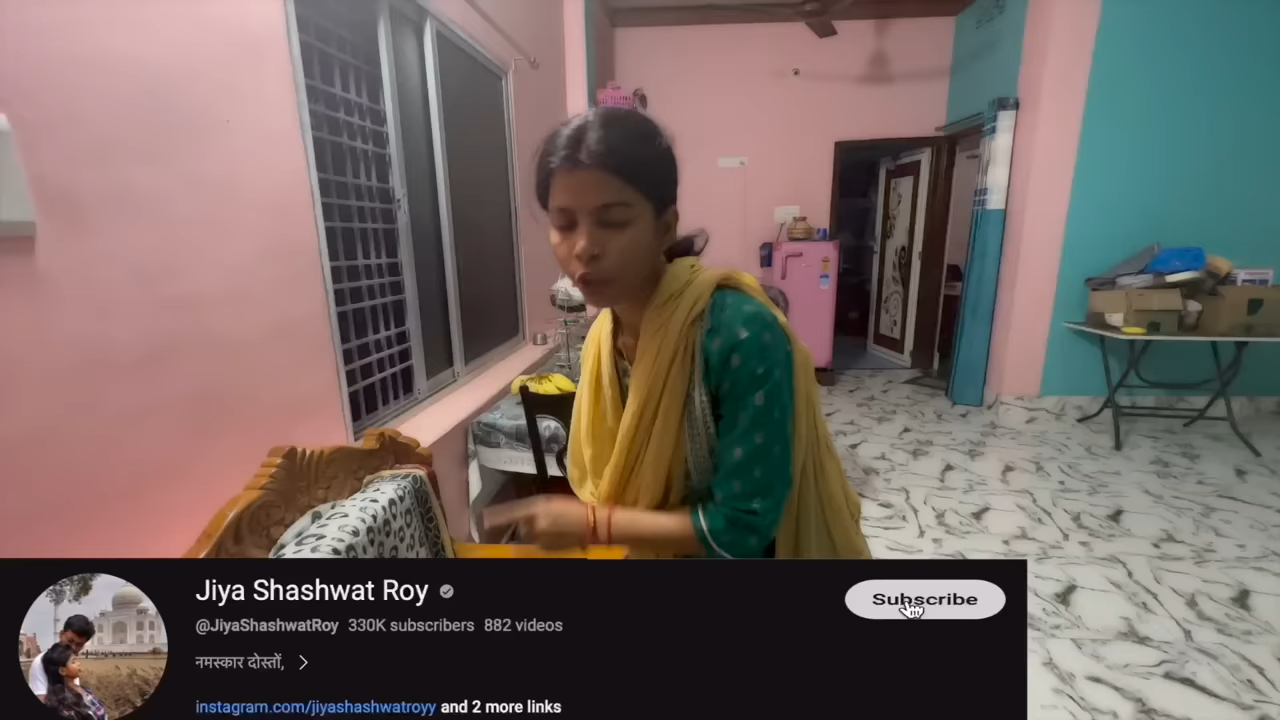 Jiya Shashwat Roy
Subscribe
@JiyaShashwatRoy 330K subscribers 882 videos
नमस्कार दोस्तों,
instagram.com/jiyashashwatroyy and 2 more links